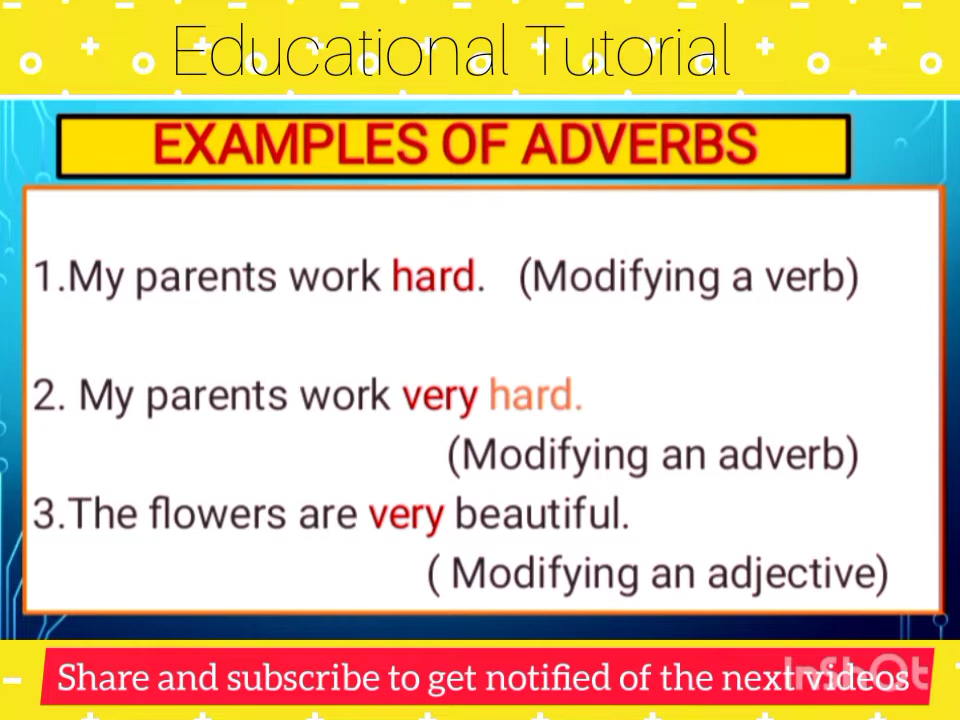 Educational Tutorial
EXAMPLES OF ADVERBS
1.My parents work hard. (Modifying a verb)
2. My parents work very hard.
(Modifying an adverb)
3.The flowers are very beautiful.
( Modifying an adjective)
Share and subscribe to get notified of the next videos
InShOt